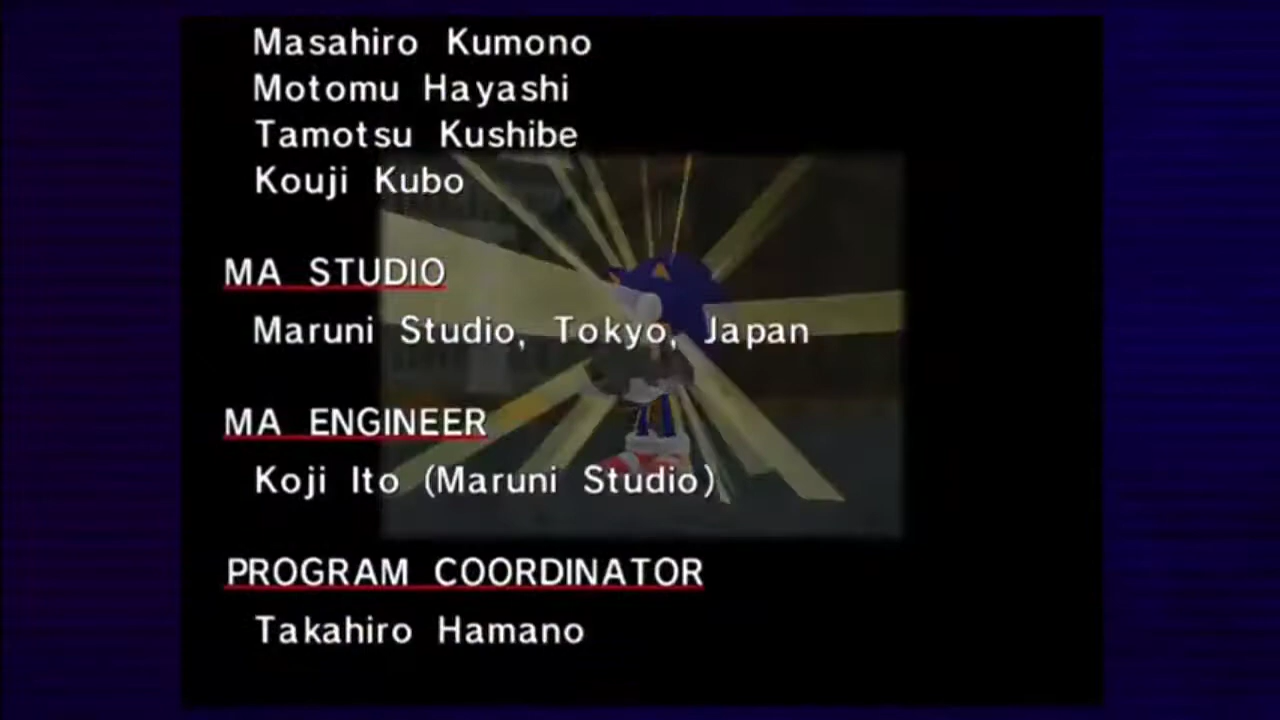 Masahiro Kumono
Motomu Hayashi
Tamotsu Kushibe
Kouji Kubo
MA STUDIO
Maruni Studio, Tokyo, Japan
MA ENGINEER
Koji Ito (Maruni Studio)
PROGRAM COORDINATOR
Takahiro Hamano